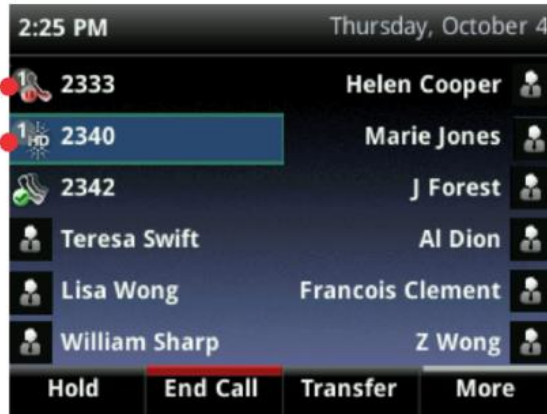 2:25 PM Thursday, October 4
1 2333 Helen Cooper
1 HD 2340 Marie Jones
2342 J Forest
Teresa Swift Al Dion
Lisa Wong Francois Clement
William Sharp Z Wong
Hold End Call Transfer More